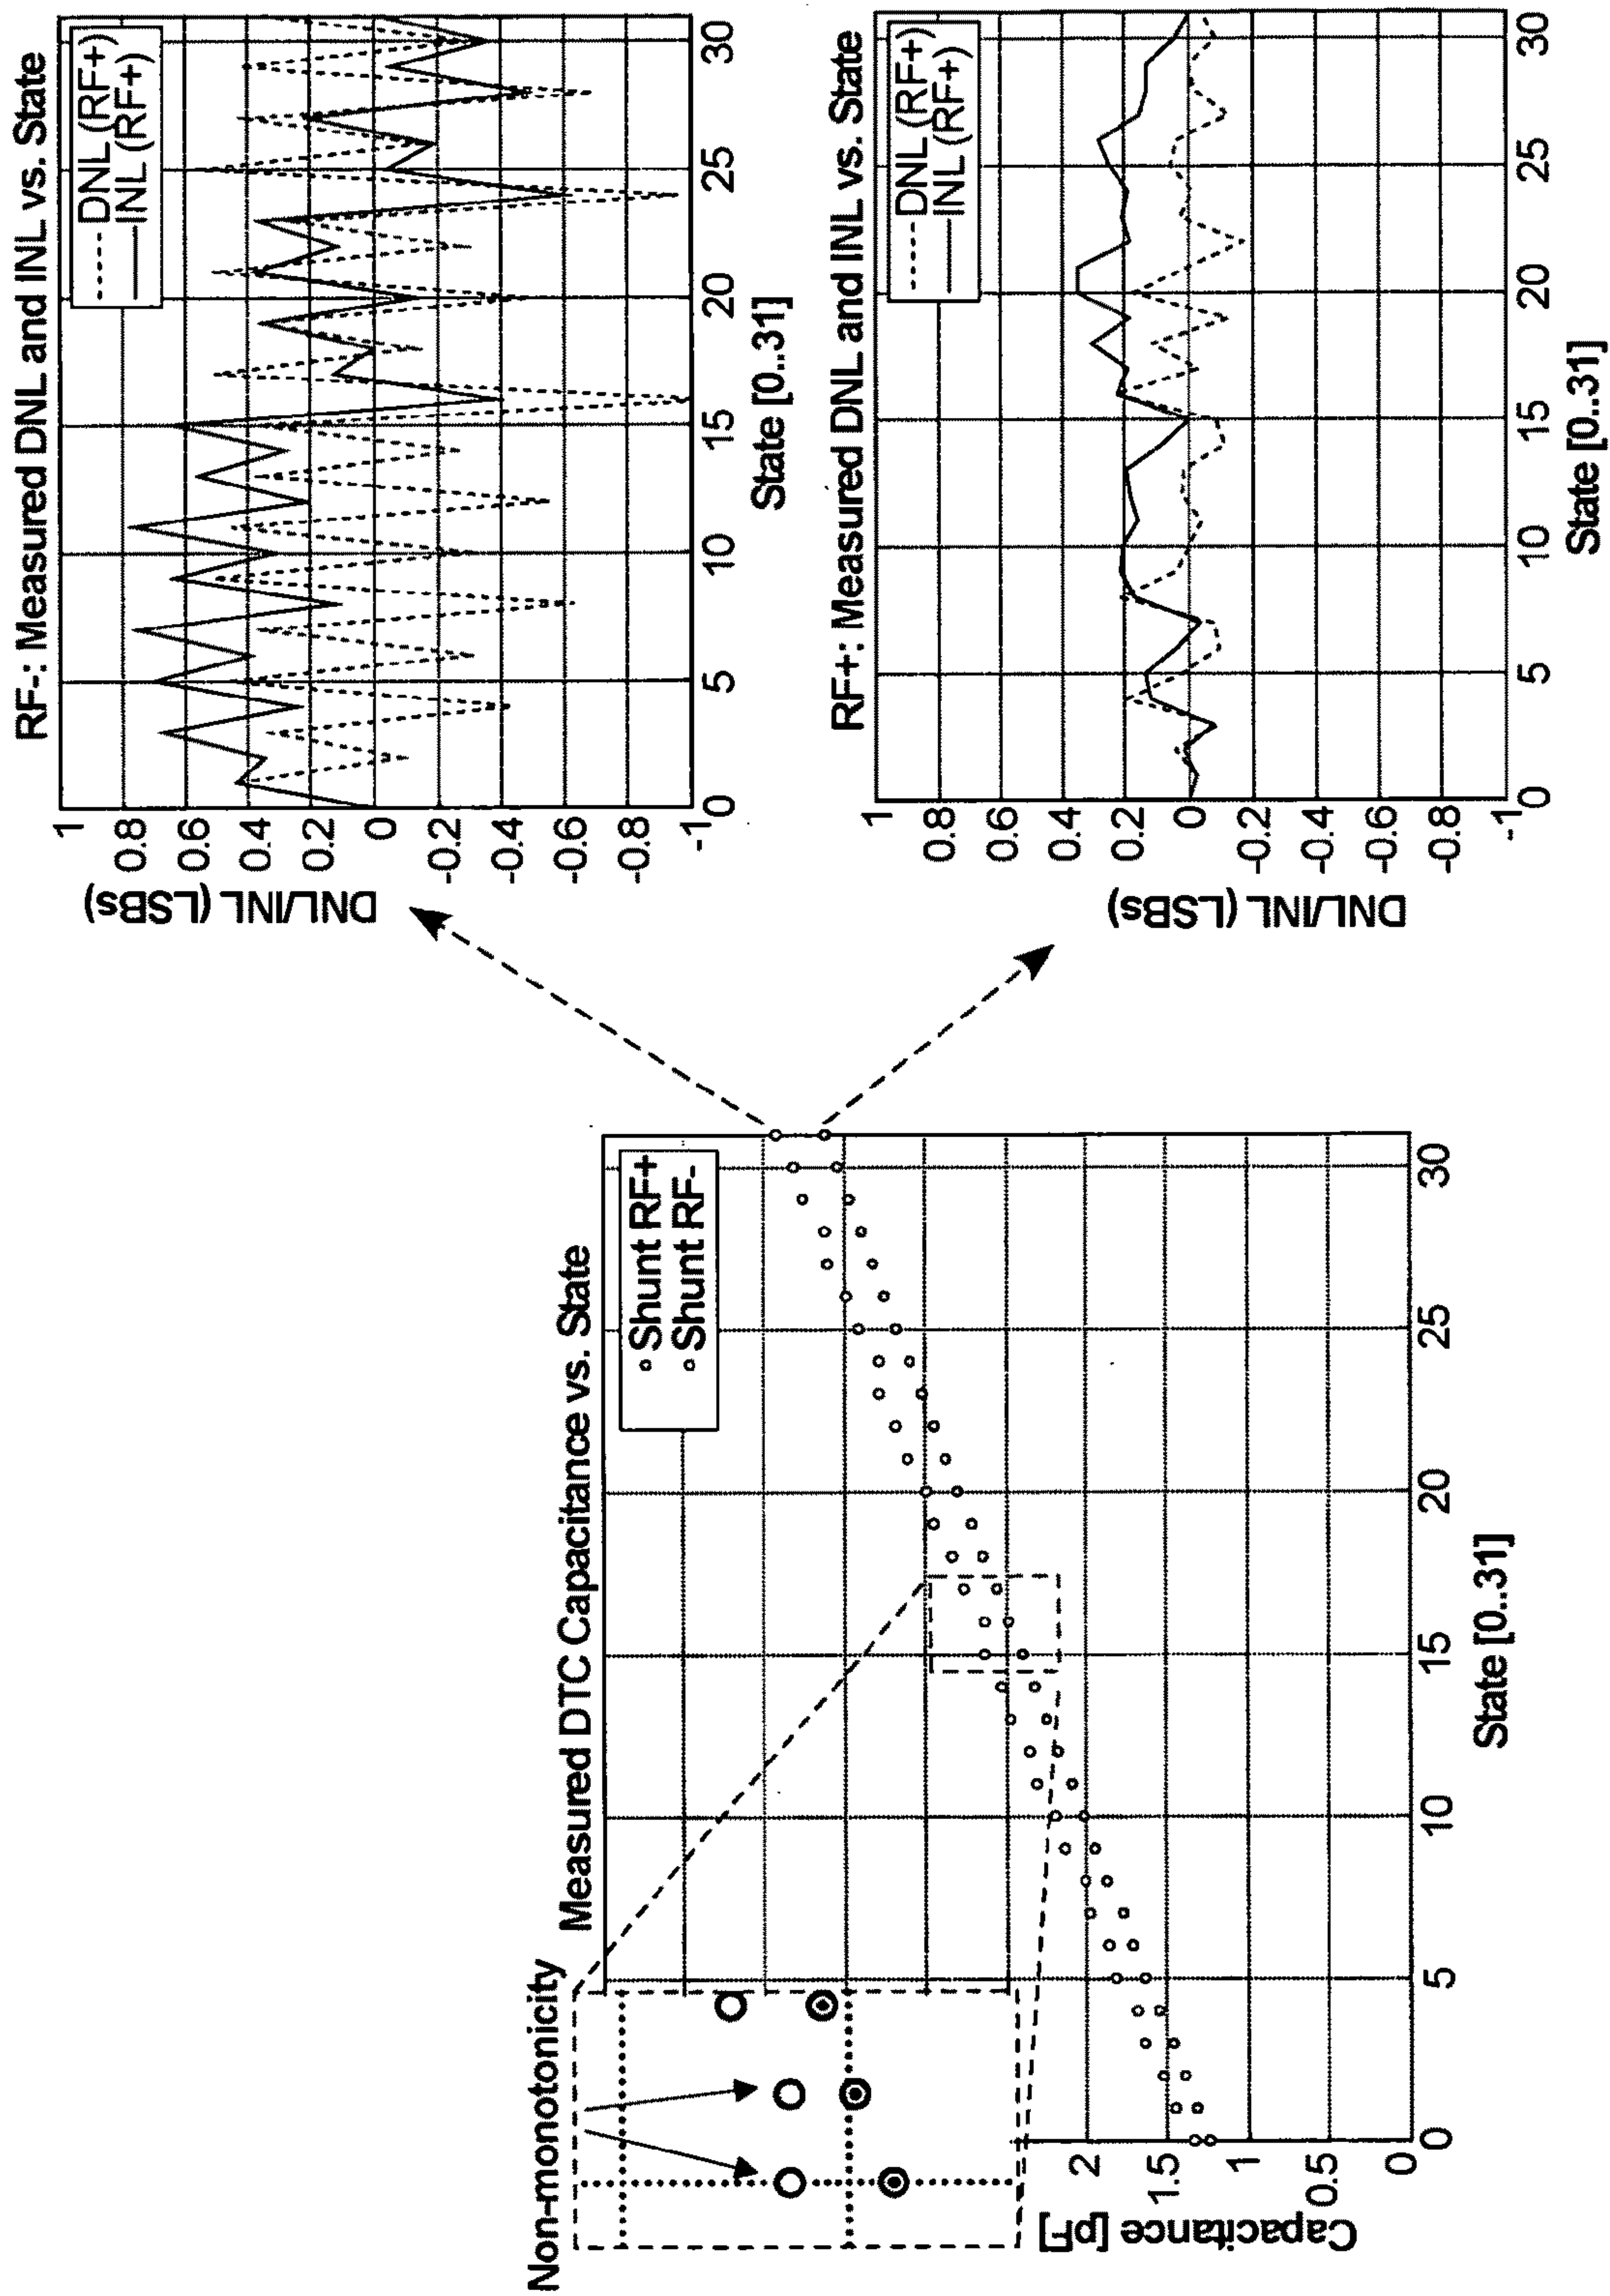 Non-monotonicity
Measured DTC Capacitance vs. State
Shunt RF+
Shunt RF-
Capacitance [pF]
2
1.5
1
0.5
0
0 5 10 15 20 25 30
State [0..31]
RF-: Measured DNL and INL vs. State
DNL (RF+)
INL (RF+)
DNL/INL (LSBs)
1
0.8
0.6
0.4
0.2
0
-0.2
-0.4
-0.6
-0.8
-1
0 5 10 15 20 25 30
State [0..31]
RF+: Measured DNL and INL vs. State
DNL (RF+)
INL (RF+)
DNL/INL (LSBs)
1
0.8
0.6
0.4
0.2
0
-0.2
-0.4
-0.6
-0.8
-1
0 5 10 15 20 25 30
State [0..31]